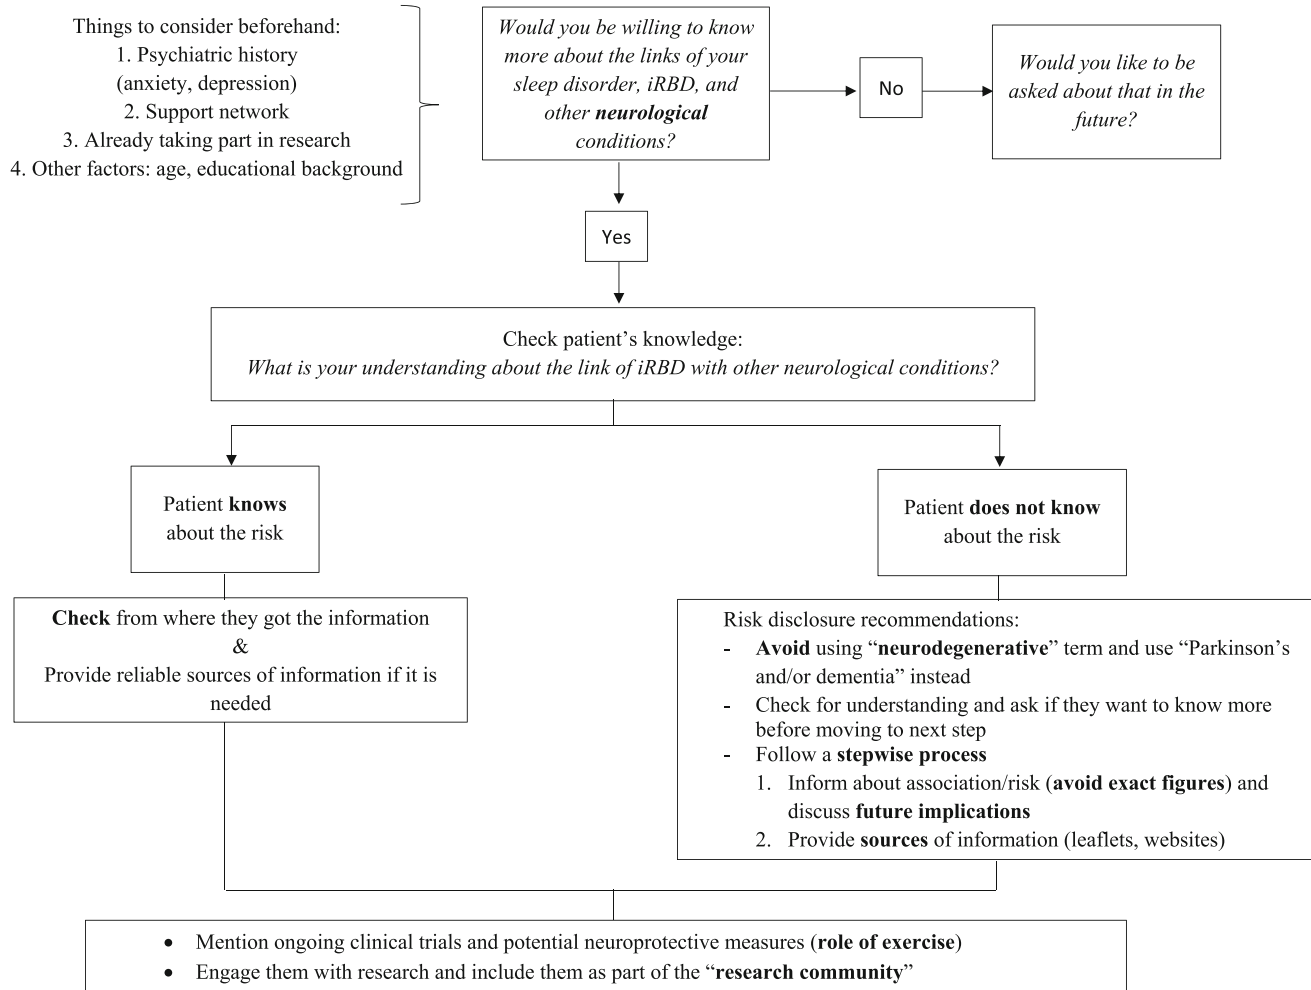 Things to consider beforehand:
1. Psychiatric history
(anxiety, depression)
2. Support network
3. Already taking part in research
4. Other factors: age, educational background
Would you be willing to know
more about the links of your
sleep disorder, iRBD, and
other neurological
conditions?
No
Would you like to be
asked about that in the
future?
Yes
Check patient’s knowledge:
What is your understanding about the link of iRBD with other neurological conditions?
Patient knows
about the risk
Patient does not know
about the risk
Check from where they got the information
&
Provide reliable sources of information if it is
needed
Risk disclosure recommendations:
- Avoid using “neurodegenerative” term and use “Parkinson’s
and/or dementia” instead
- Check for understanding and ask if they want to know more
before moving to next step
- Follow a stepwise process
1. Inform about association/risk (avoid exact figures) and
discuss future implications
2. Provide sources of information (leaflets, websites)
• Mention ongoing clinical trials and potential neuroprotective measures (role of exercise)
• Engage them with research and include them as part of the “research community”